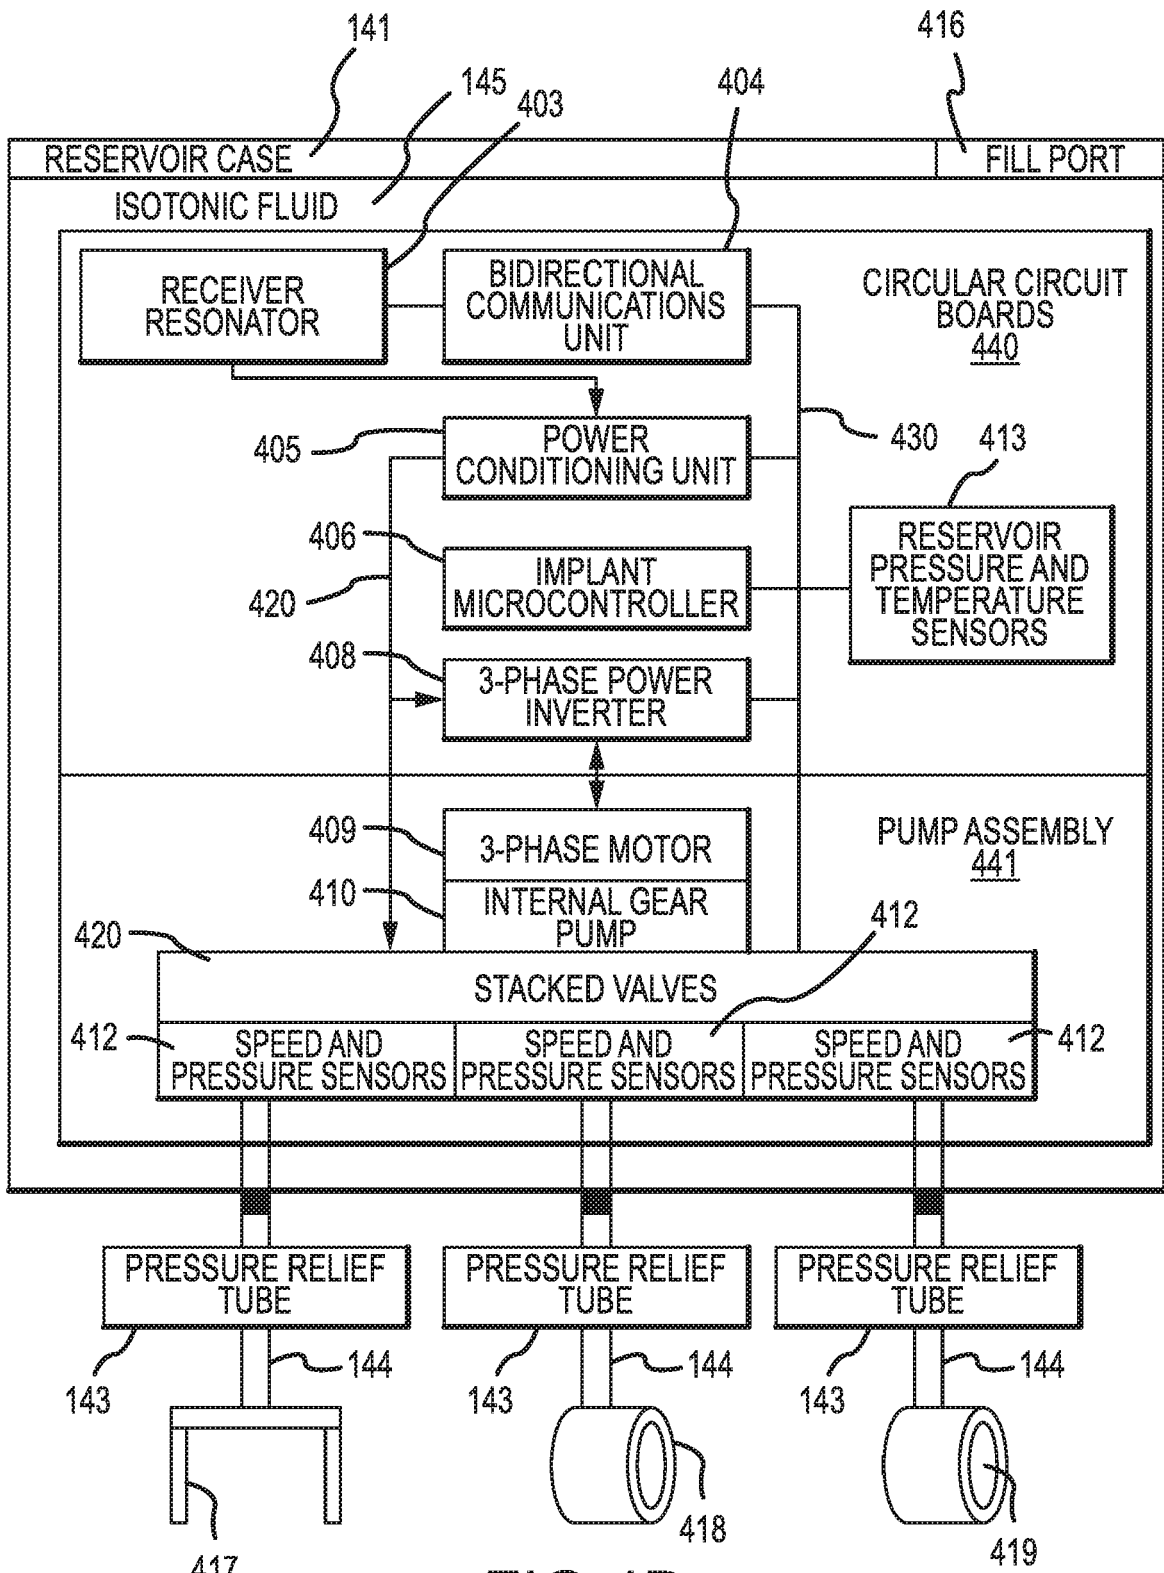 141
416
145
403
404
RESERVOIR CASE
FILL PORT
ISOTONIC FLUID
RECEIVER
RESONATOR
BIDIRECTIONAL
COMMUNICATIONS
UNIT
CIRCULAR CIRCUIT
BOARDS
440
405
POWER
CONDITIONING UNIT
430
413
406
IMPLANT
MICROCONTROLLER
RESERVOIR
PRESSURE AND
TEMPERATURE
SENSORS
420
408
3-PHASE POWER
INVERTER
409
3-PHASE MOTOR
PUMP ASSEMBLY
441
410
INTERNAL GEAR
PUMP
412
420
STACKED VALVES
412
SPEED AND
PRESSURE SENSORS
SPEED AND
PRESSURE SENSORS
SPEED AND
PRESSURE SENSORS
412
PRESSURE RELIEF
TUBE
PRESSURE RELIEF
TUBE
PRESSURE RELIEF
TUBE
143
144
143
144
143
144
417
418
419